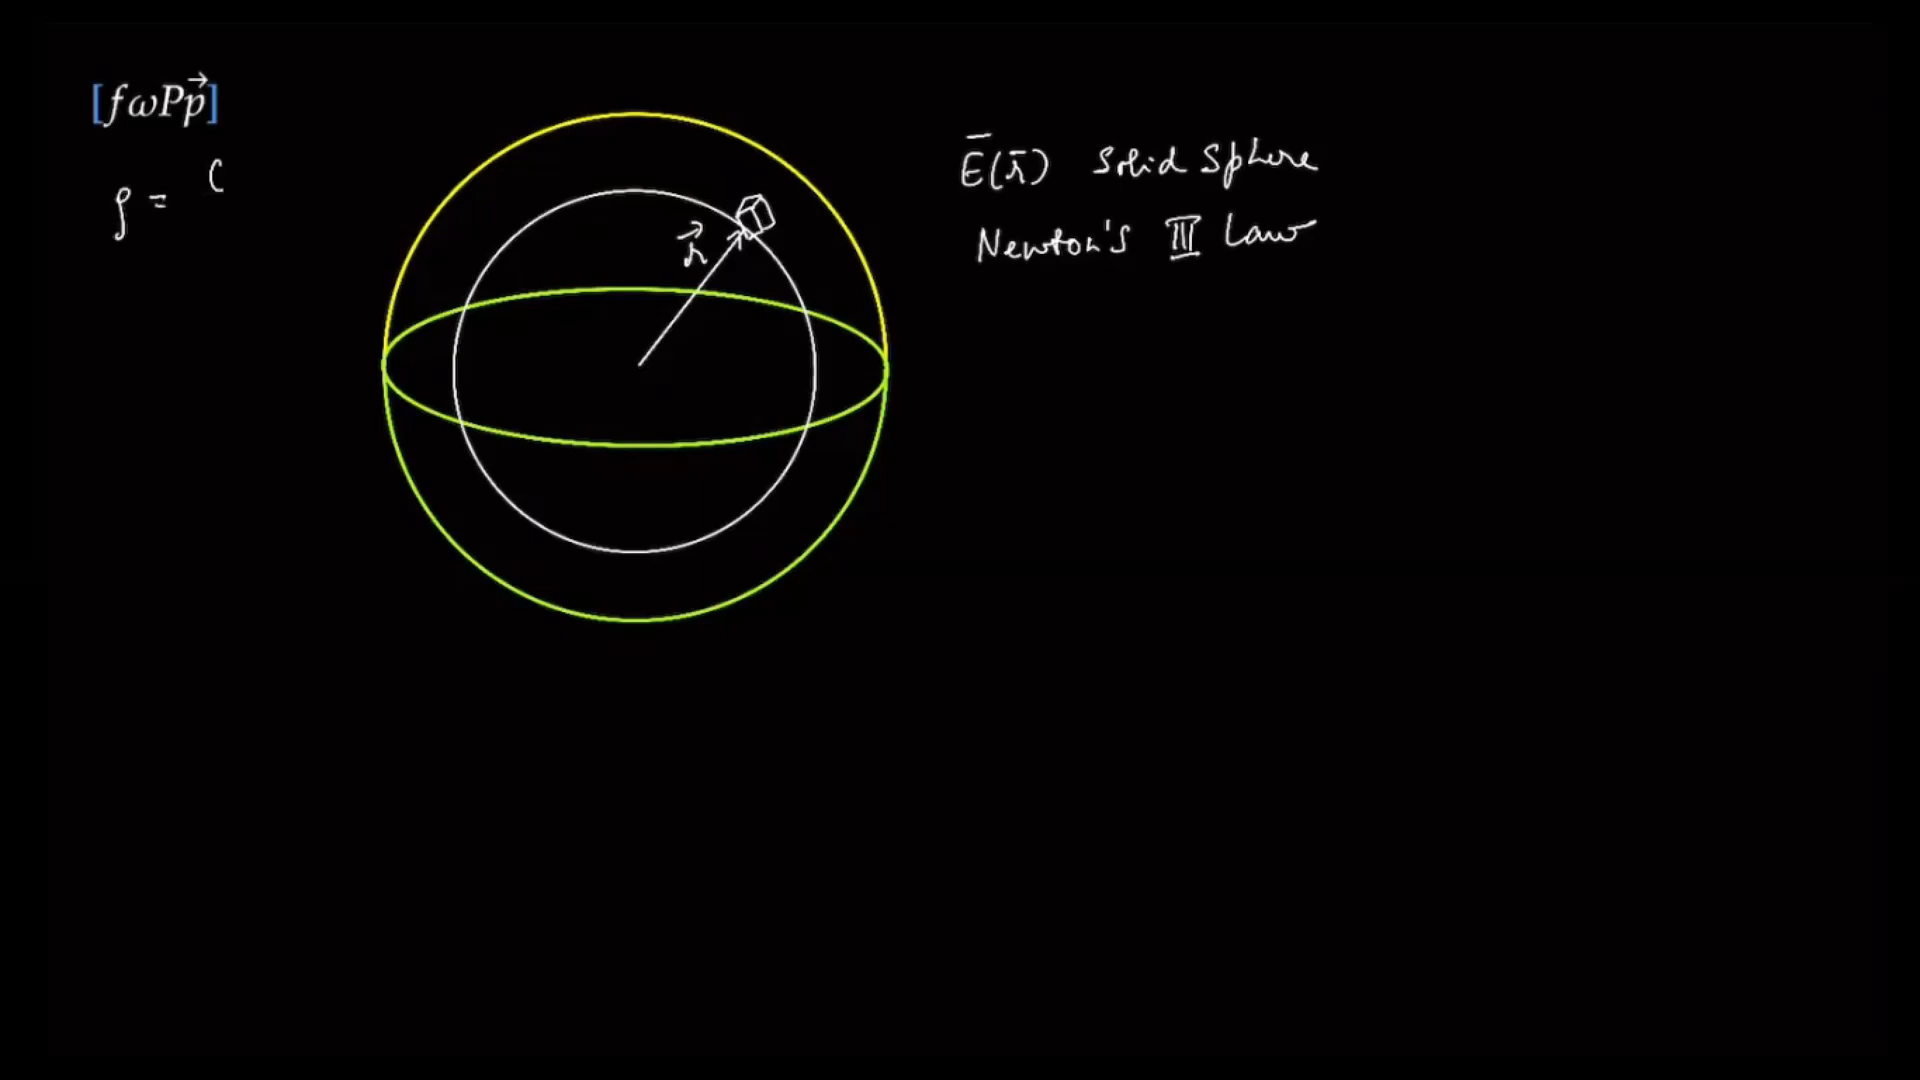 [fωPp⃗]
ρ = (
r⃗
E̅(r̅) Solid Sphere
Newton's III Law